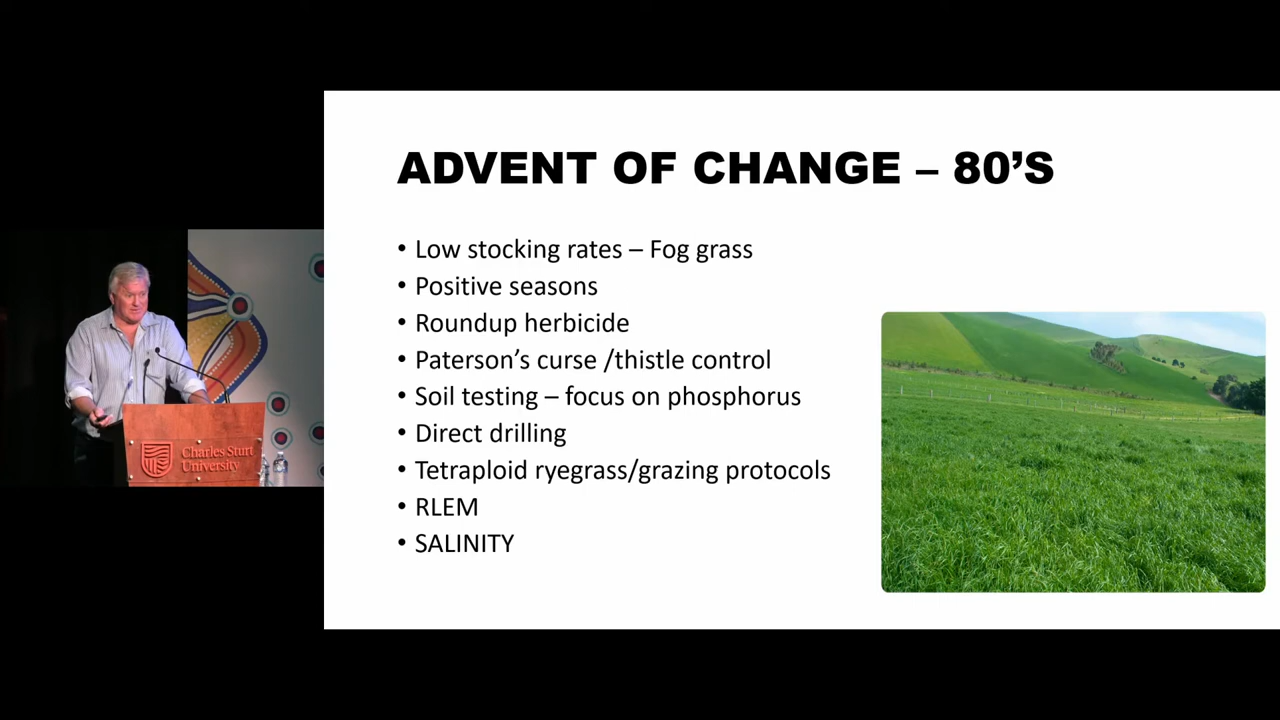 ADVENT OF CHANGE – 80’S
• Low stocking rates – Fog grass
• Positive seasons
• Roundup herbicide
• Paterson’s curse /thistle control
• Soil testing – focus on phosphorus
• Direct drilling
• Tetraploid ryegrass/grazing protocols
• RLEM
• SALINITY
Charles Sturt
University